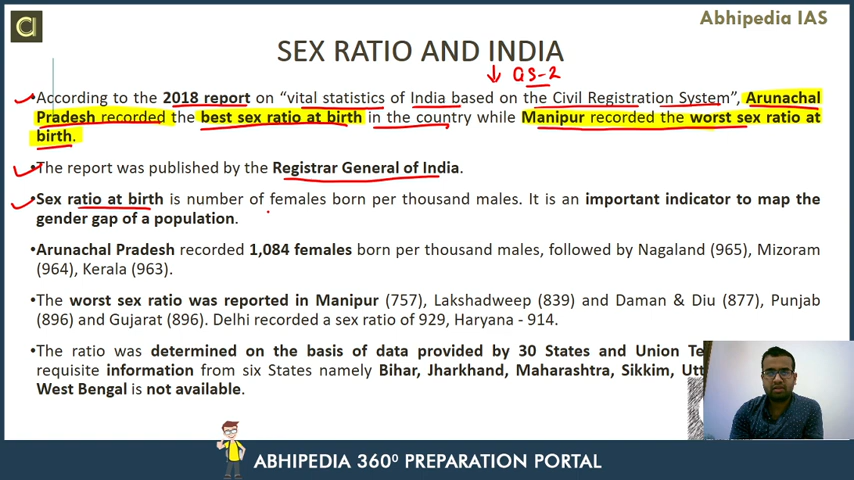 Abhipedia IAS
a
SEX RATIO AND INDIA
GS-2
•According to the 2018 report on “vital statistics of India based on the Civil Registration System”, Arunachal
Pradesh recorded the best sex ratio at birth in the country while Manipur recorded the worst sex ratio at
birth.
•The report was published by the Registrar General of India.
•Sex ratio at birth is number of females born per thousand males. It is an important indicator to map the
gender gap of a population.
•Arunachal Pradesh recorded 1,084 females born per thousand males, followed by Nagaland (965), Mizoram
(964), Kerala (963).
•The worst sex ratio was reported in Manipur (757), Lakshadweep (839) and Daman & Diu (877), Punjab
(896) and Gujarat (896). Delhi recorded a sex ratio of 929, Haryana - 914.
•The ratio was determined on the basis of data provided by 30 States and Union
requisite information from six States namely Bihar, Jharkhand, Maharashtra, Sikkim,
West Bengal is not available.
ABHIPEDIA 360⁰ PREPARATION PORTAL